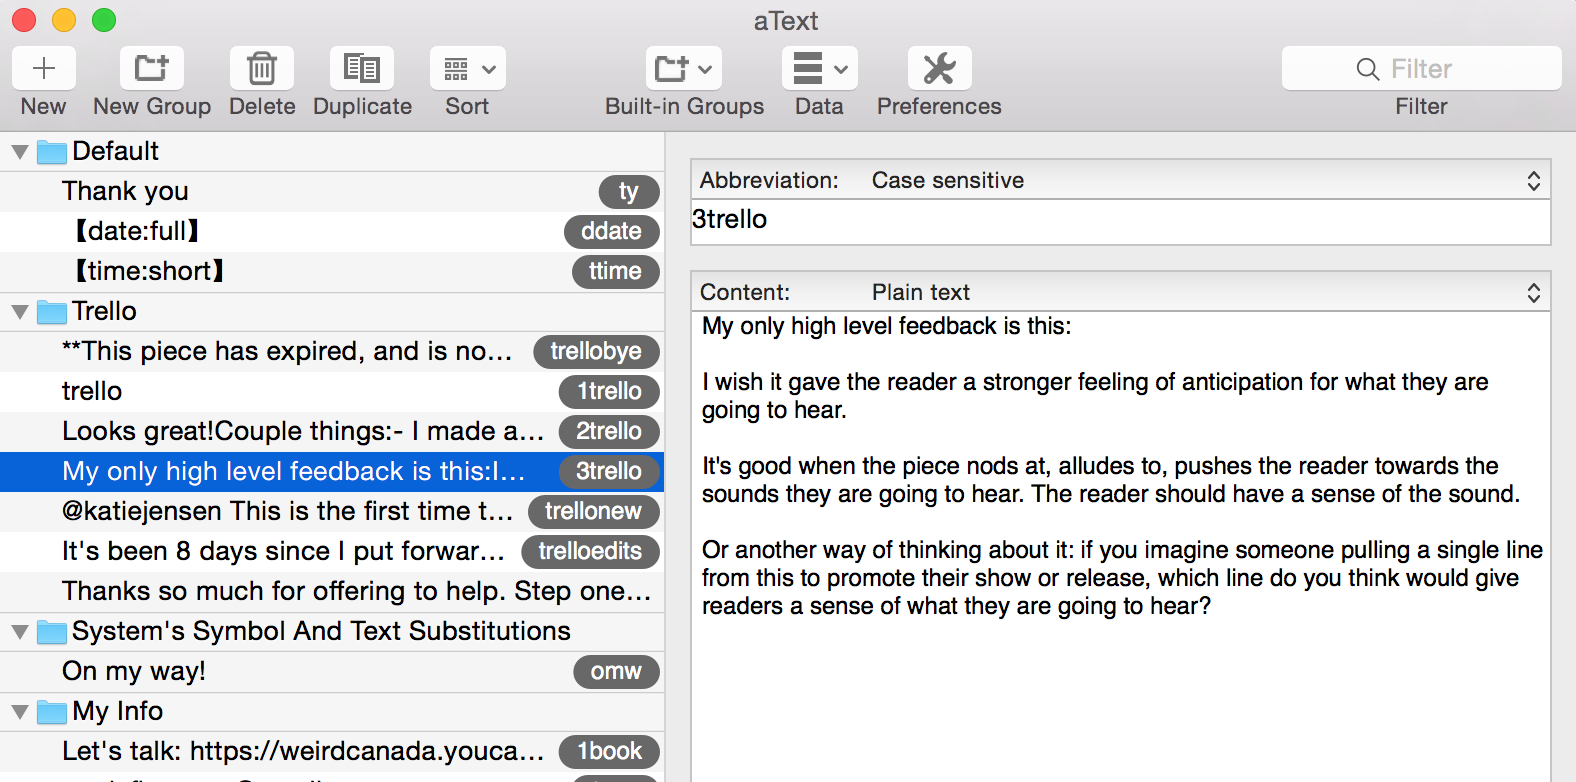 aText
New
New Group
Delete
Duplicate
Sort
Built-in Groups
Data
Preferences
Filter
Filter
Default
Thank you ty
【date:full】 ddate
【time:short】 ttime
Trello
**This piece has expired, and is no... trellobye
trello 1trello
Looks great!Couple things:- I made a... 2trello
My only high level feedback is this:I... 3trello
@katiejensen This is the first time t... trellonew
It's been 8 days since I put forwar... trelloedits
Thanks so much for offering to help. Step one...
System's Symbol And Text Substitutions
On my way! omw
My Info
Let's talk: https://weirdcanada.youca... 1book
Abbreviation: Case sensitive
3trello
Content: Plain text
My only high level feedback is this:
I wish it gave the reader a stronger feeling of anticipation for what they are
going to hear.
It's good when the piece nods at, alludes to, pushes the reader towards the
sounds they are going to hear. The reader should have a sense of the sound.
Or another way of thinking about it: if you imagine someone pulling a single line
from this to promote their show or release, which line do you think would give
readers a sense of what they are going to hear?